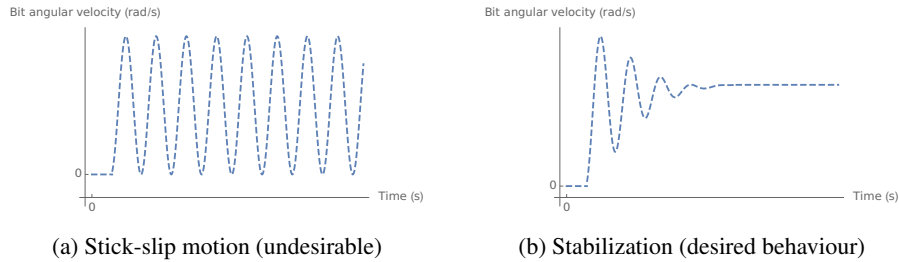 Bit angular velocity (rad/s)
0
0
Time (s)
(a) Stick-slip motion (undesirable)
Bit angular velocity (rad/s)
0
0
Time (s)
(b) Stabilization (desired behaviour)